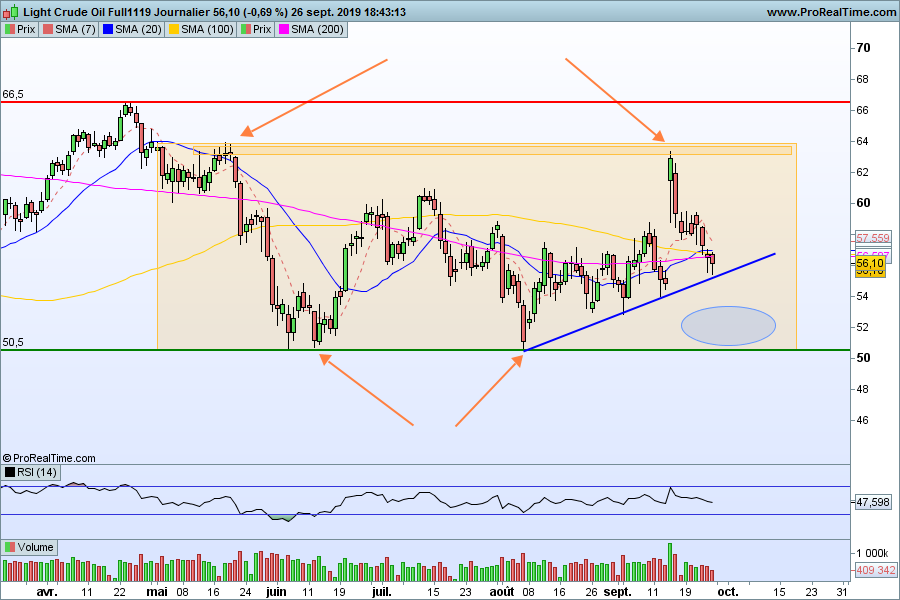 Light Crude Oil Full1119 Journalier 56,10 (-0,69 %) 26 sept. 2019 18:43:13
www.ProRealTime.com
Prix SMA (7) SMA (20) SMA (100) Prix SMA (200)
70
68
66,5
66
64
62
60
57,559
56,10
54
52
50,5
50
48
46
© ProRealTime.com
RSI (14)
47,598
Volume
1 000k
409 342
avr. 11 22 mai 08 16 24 juin 11 19 juil. 15 23 août 08 16 26 sept. 11 19 oct. 15 23 31